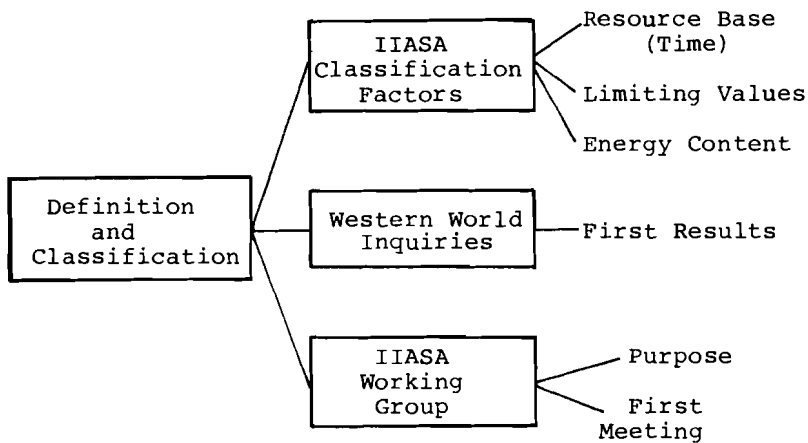 Definition
and
Classification
IIASA
Classification
Factors
Resource Base
(Time)
Limiting Values
Energy Content
Western World
Inquiries
First Results
IIASA
Working
Group
Purpose
First
Meeting